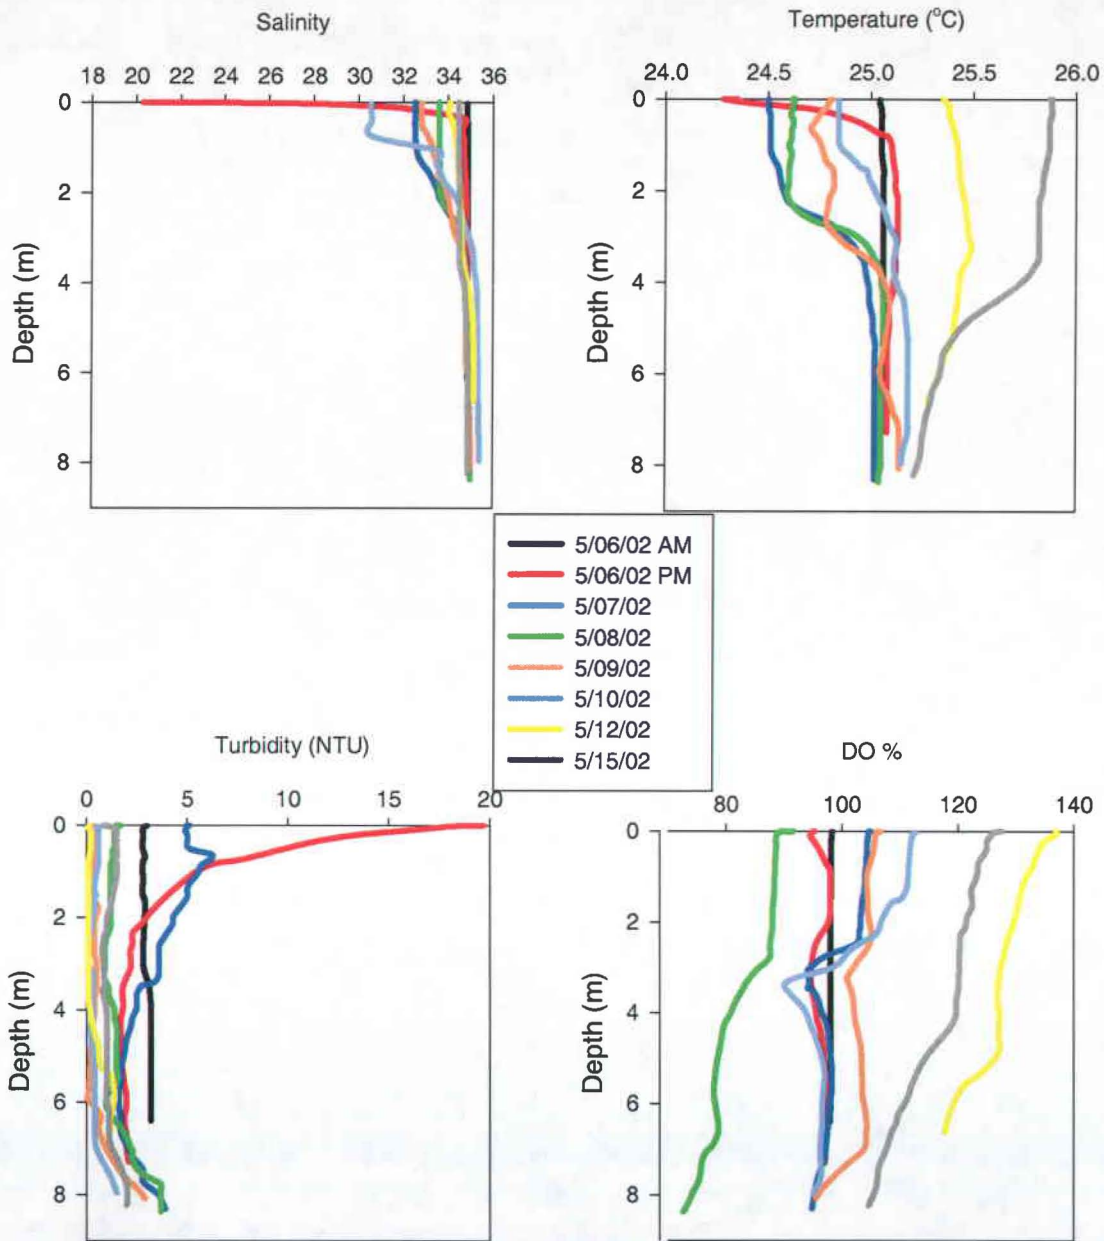 Salinity
18 20 22 24 26 28 30 32 34 36
0
2
4
6
8
Depth (m)
Temperature (°C)
24.0 24.5 25.0 25.5 26.0
0
2
4
6
8
Depth (m)
5/06/02 AM
5/06/02 PM
5/07/02
5/08/02
5/09/02
5/10/02
5/12/02
5/15/02
Turbidity (NTU)
0 5 10 15 20
0
2
4
6
8
Depth (m)
DO %
80 100 120 140
0
2
4
6
8
Depth (m)